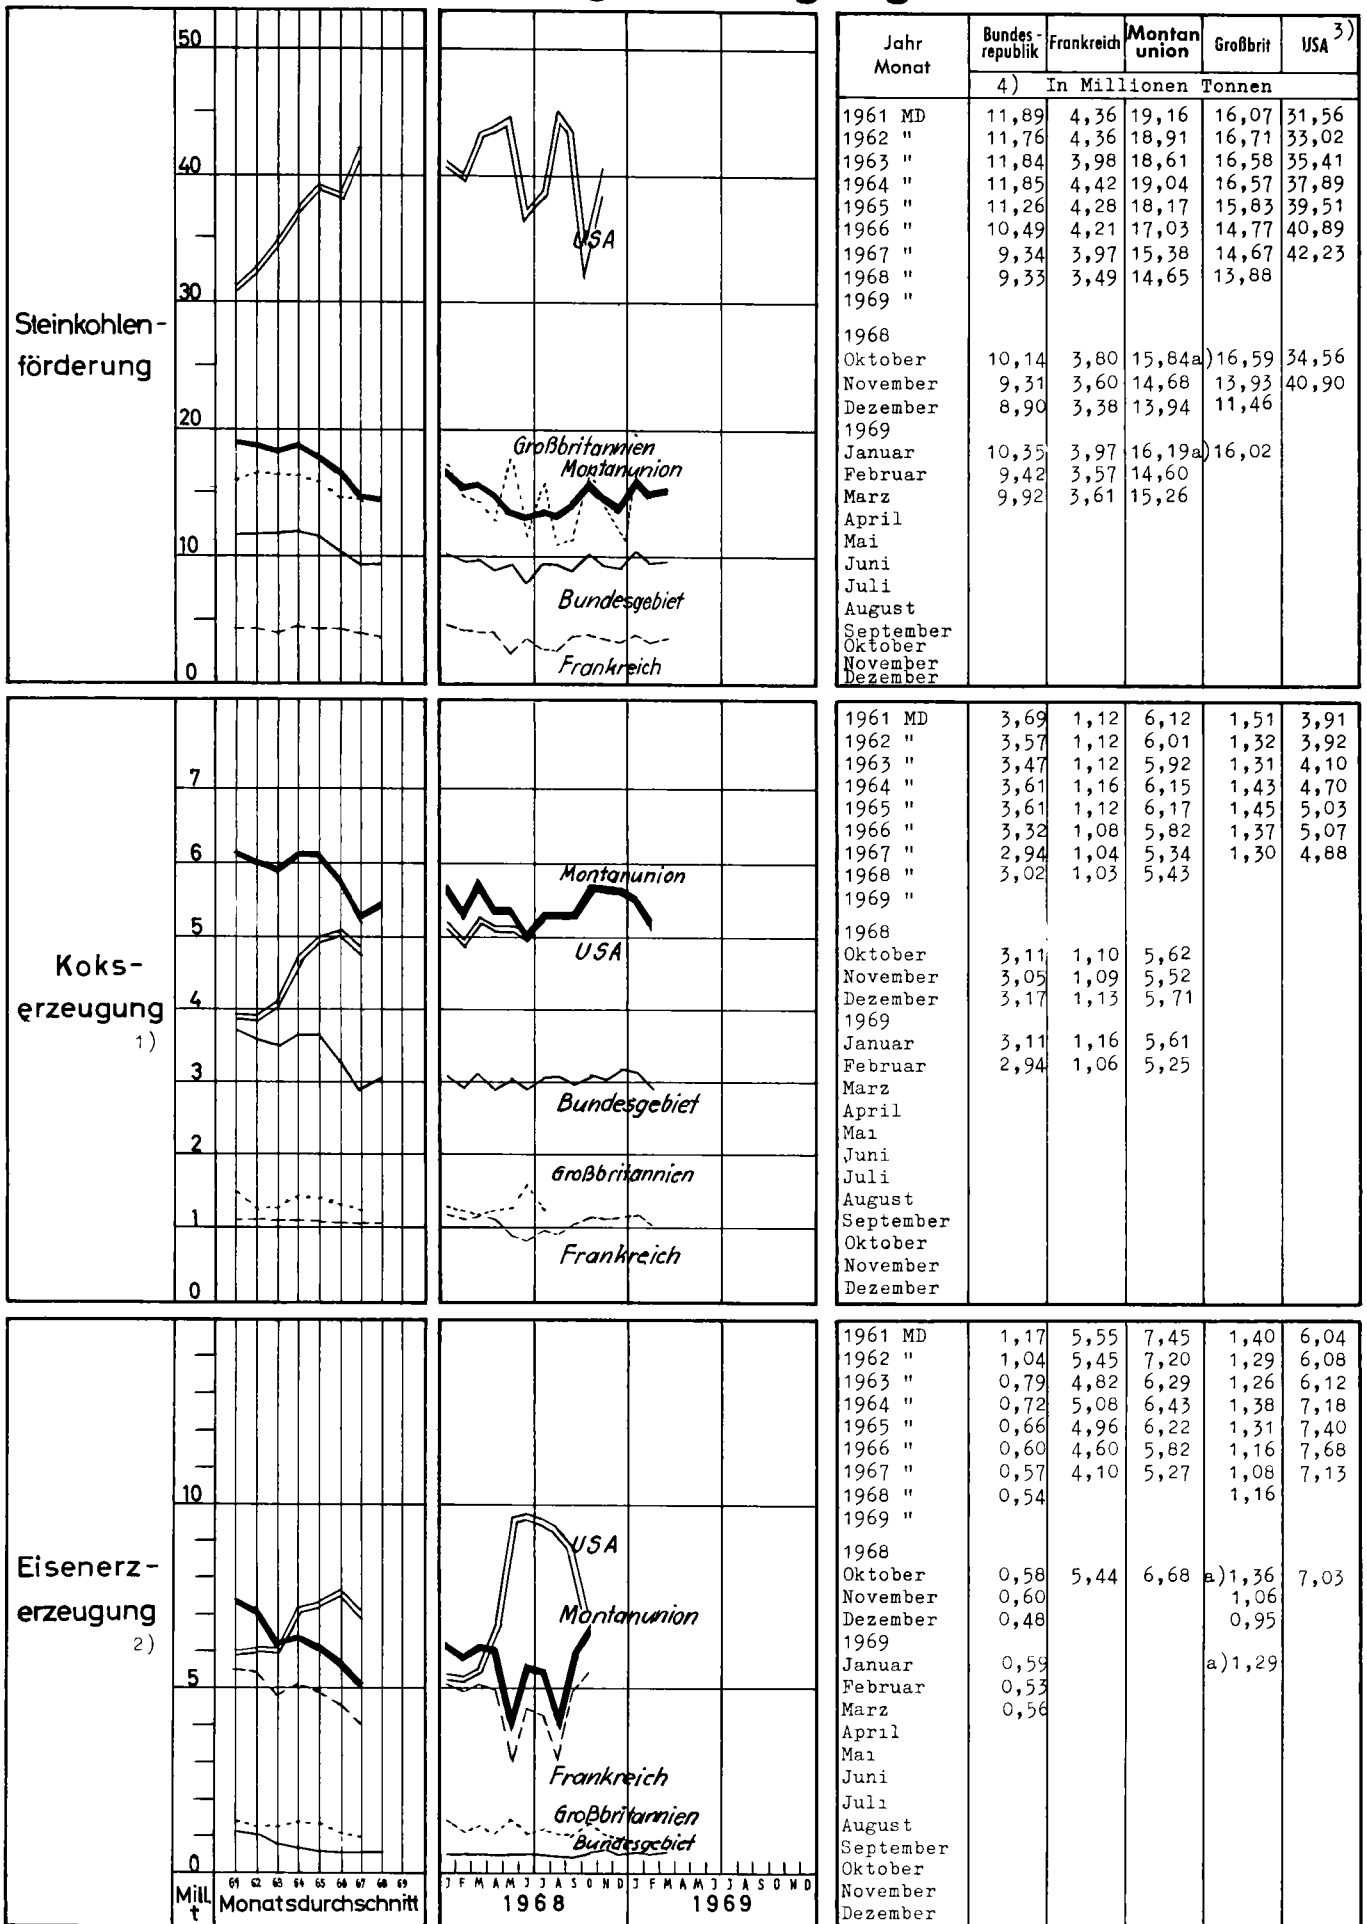 Jahr
Monat
Bundes-
republik
Frankreich
Montan
union
Großbrit
USA 3)
4) In Millionen Tonnen
Steinkohlen-
förderung
50
40
30
20
10
0
USA
Großbritannien
Montanunion
Bundesgebiet
Frankreich
1961 MD 11,89 4,36 19,16 16,07 31,56
1962 " 11,76 4,36 18,91 16,71 33,02
1963 " 11,84 3,98 18,61 16,58 35,41
1964 " 11,85 4,42 19,04 16,57 37,89
1965 " 11,26 4,28 18,17 15,83 39,51
1966 " 10,49 4,21 17,03 14,77 40,89
1967 " 9,34 3,97 15,38 14,67 42,23
1968 " 9,33 3,49 14,65 13,88
1969 "
1968
Oktober 10,14 3,80 15,84 a)16,59 34,56
November 9,31 3,60 14,68 13,93 40,90
Dezember 8,90 3,38 13,94 11,46
1969
Januar 10,35 3,97 16,19 a)16,02
Februar 9,42 3,57 14,60
Marz 9,92 3,61 15,26
April
Mai
Juni
Juli
August
September
Oktober
November
Dezember
Koks-
erzeugung
1)
7
6
5
4
3
2
1
0
Montanunion
USA
Bundesgebiet
Großbritannien
Frankreich
1961 MD 3,69 1,12 6,12 1,51 3,91
1962 " 3,57 1,12 6,01 1,32 3,92
1963 " 3,47 1,12 5,92 1,31 4,10
1964 " 3,61 1,16 6,15 1,43 4,70
1965 " 3,61 1,12 6,17 1,45 5,03
1966 " 3,32 1,08 5,82 1,37 5,07
1967 " 2,94 1,04 5,34 1,30 4,88
1968 " 3,02 1,03 5,43
1969 "
1968
Oktober 3,11 1,10 5,62
November 3,05 1,09 5,52
Dezember 3,17 1,13 5,71
1969
Januar 3,11 1,16 5,61
Februar 2,94 1,06 5,25
Marz
April
Mai
Juni
Juli
August
September
Oktober
November
Dezember
Eisenerz-
erzeugung
2)
10
5
0
USA
Montanunion
Frankreich
Großbritannien
Bundesgebiet
1961 MD 1,17 5,55 7,45 1,40 6,04
1962 " 1,04 5,45 7,20 1,29 6,08
1963 " 0,79 4,82 6,29 1,26 6,12
1964 " 0,72 5,08 6,43 1,38 7,18
1965 " 0,66 4,96 6,22 1,31 7,40
1966 " 0,60 4,60 5,82 1,16 7,68
1967 " 0,57 4,10 5,27 1,08 7,13
1968 " 0,54 1,16
1969 "
1968
Oktober 0,58 5,44 6,68 a)1,36 7,03
November 0,60 1,06
Dezember 0,48 0,95
1969
Januar 0,59 a)1,29
Februar 0,53
Marz 0,56
April
Mai
Juni
Juli
August
September
Oktober
November
Dezember
Mill.
t
61 62 63 64 65 66 67 68 69
Monatsdurchschnitt
J F M A M J J A S O N D J F M A M J J A S O N D
1968 1969